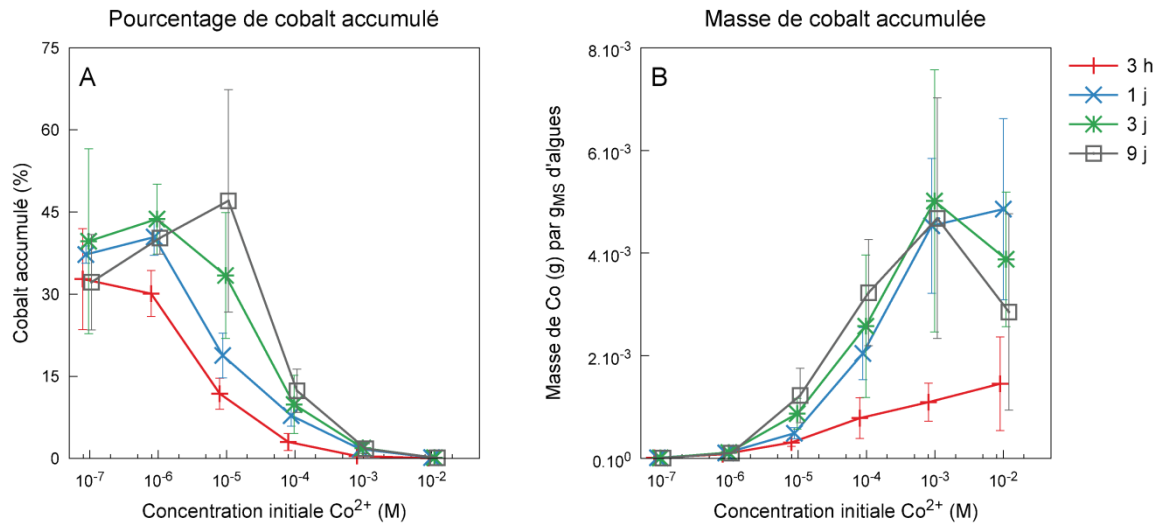 Pourcentage de cobalt accumulé
A
Cobalt accumulé (%)
75
60
45
30
15
0
10⁻⁷
10⁻⁶
10⁻⁵
10⁻⁴
10⁻³
10⁻²
Concentration initiale Co²⁺ (M)
Masse de cobalt accumulée
B
Masse de Co (g) par g_MS d'algues
8.10⁻³
6.10⁻³
4.10⁻³
2.10⁻³
0.10⁰
10⁻⁷
10⁻⁶
10⁻⁵
10⁻⁴
10⁻³
10⁻²
Concentration initiale Co²⁺ (M)
3 h
1 j
3 j
9 j